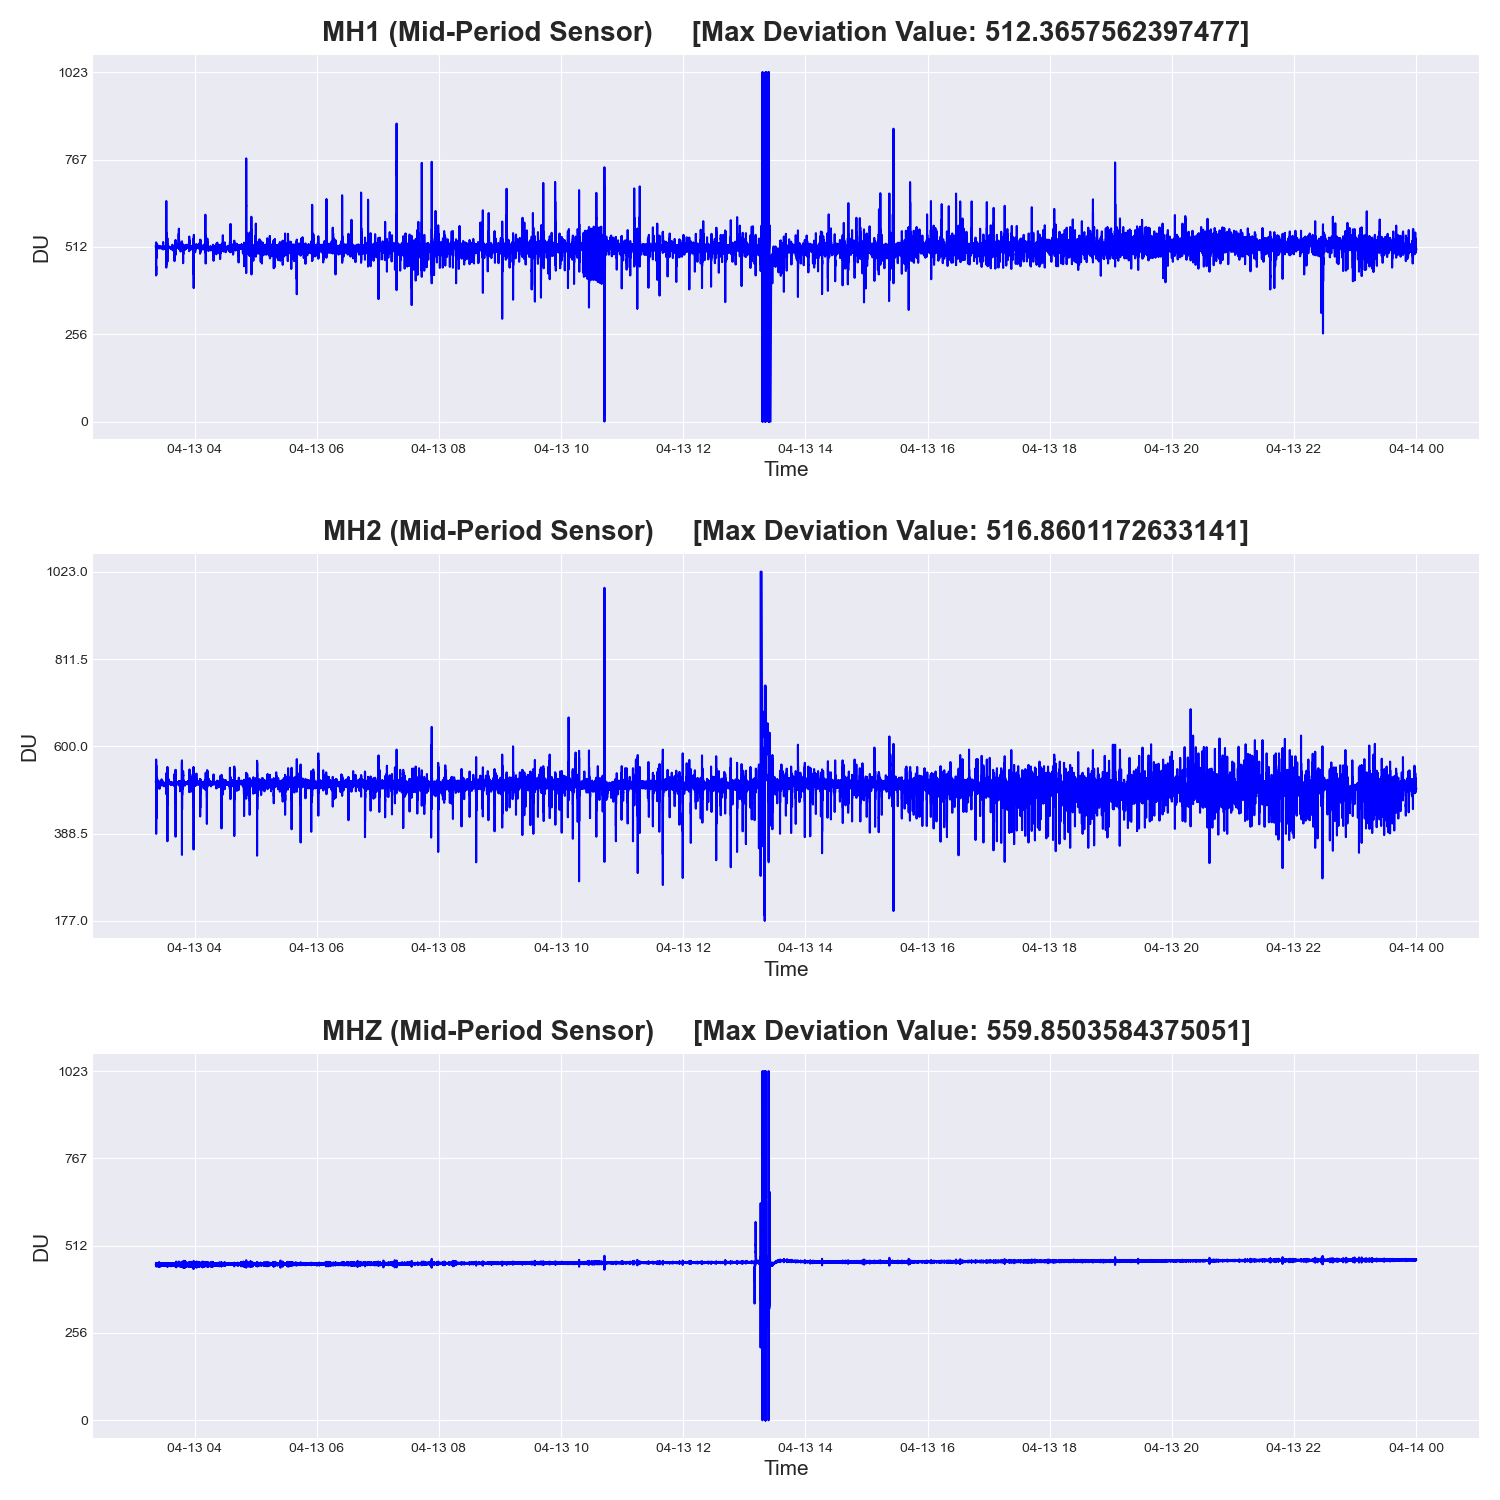 MH1 (Mid-Period Sensor) [Max Deviation Value: 512.3657562397477]
1023
767
512
256
0
DU
04-13 04 04-13 06 04-13 08 04-13 10 04-13 12 04-13 14 04-13 16 04-13 18 04-13 20 04-13 22 04-14 00
Time
MH2 (Mid-Period Sensor) [Max Deviation Value: 516.8601172633141]
1023.0
811.5
600.0
388.5
177.0
DU
04-13 04 04-13 06 04-13 08 04-13 10 04-13 12 04-13 14 04-13 16 04-13 18 04-13 20 04-13 22 04-14 00
Time
MHZ (Mid-Period Sensor) [Max Deviation Value: 559.8503584375051]
1023
767
512
256
0
DU
04-13 04 04-13 06 04-13 08 04-13 10 04-13 12 04-13 14 04-13 16 04-13 18 04-13 20 04-13 22 04-14 00
Time